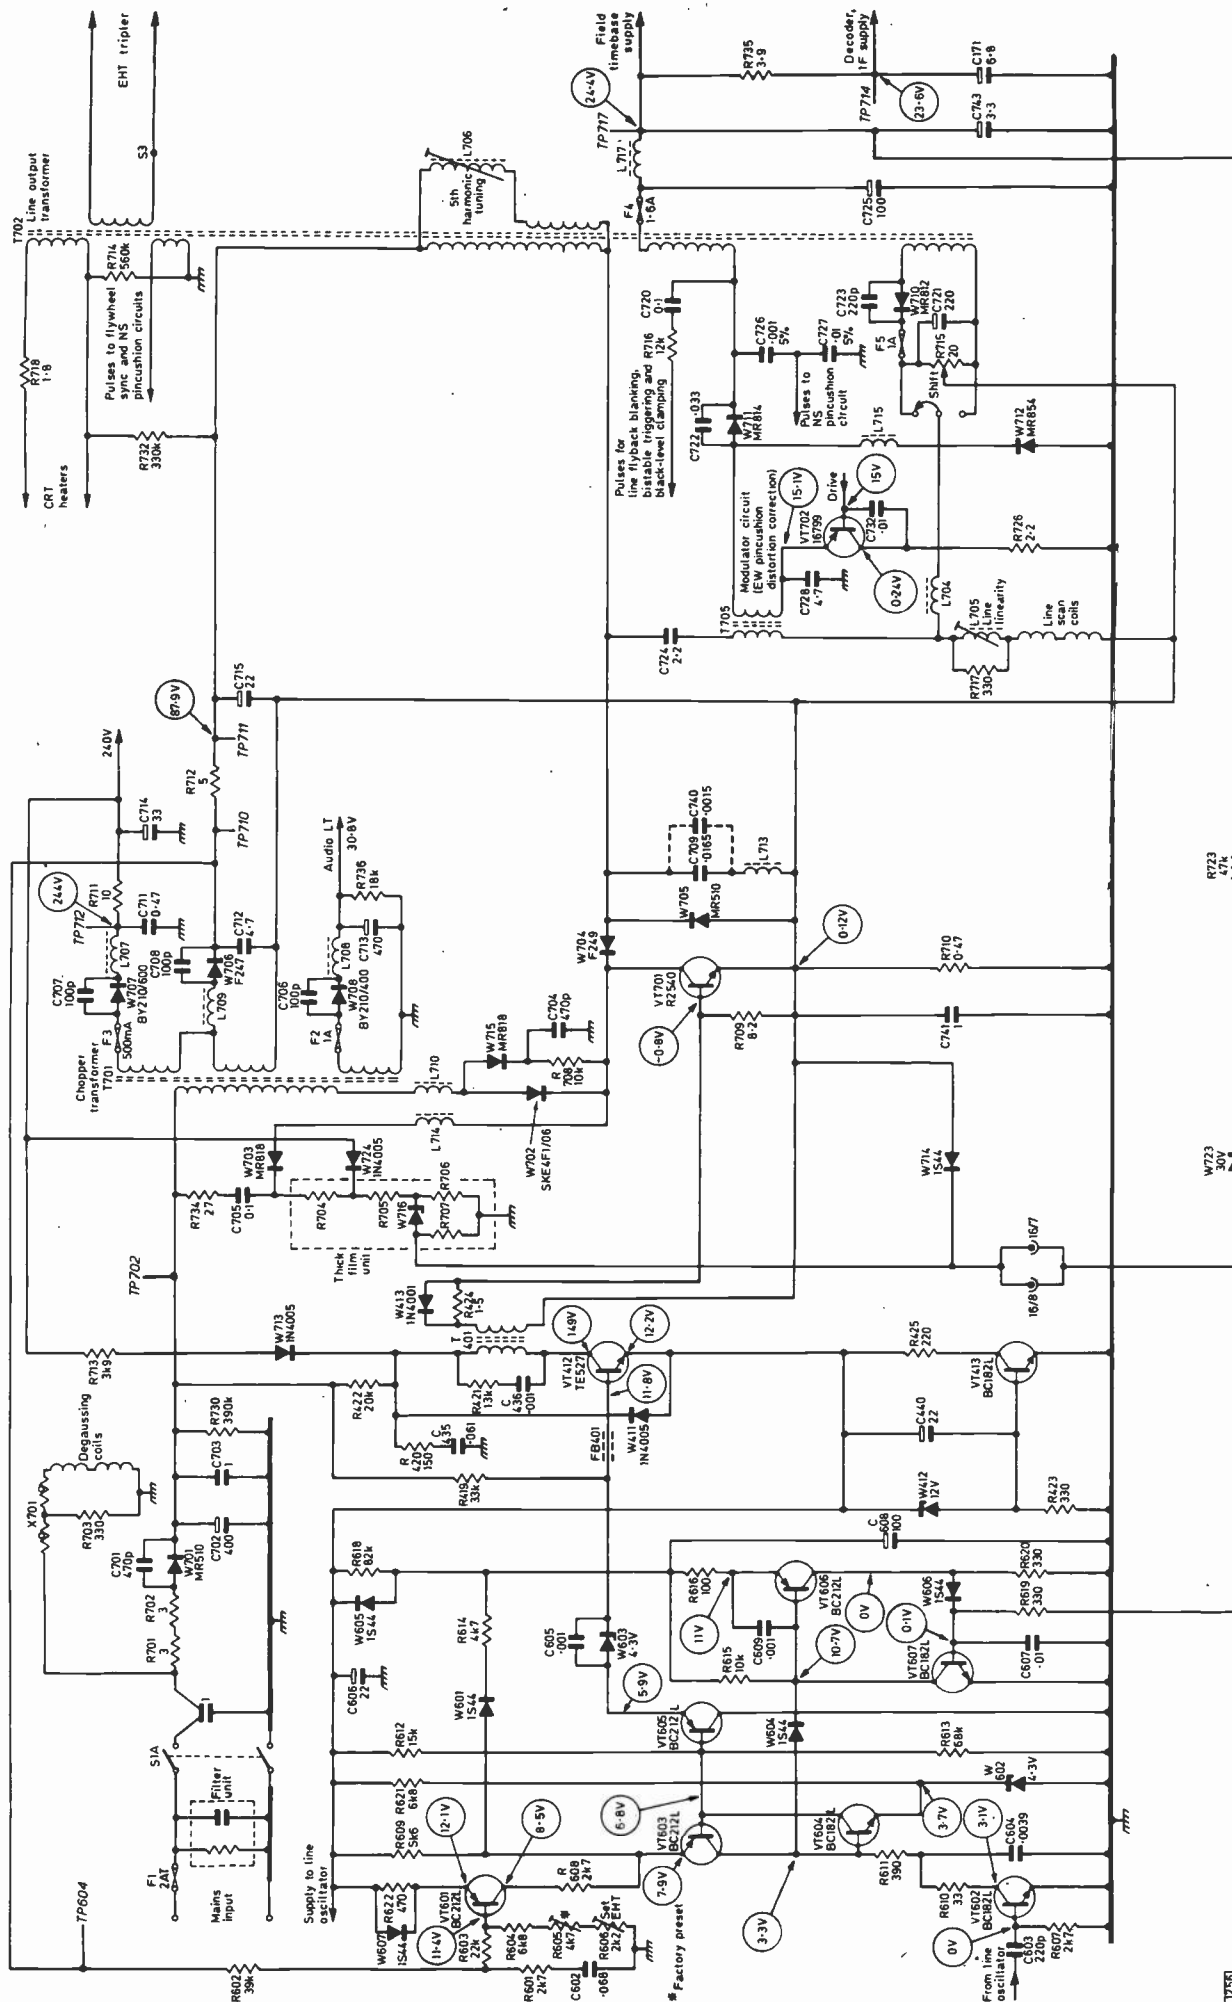 TP604
R602
39k
F1
2AT
Mains
input
Filter
unit
S1A
R701
3
R702
3
C701
470p
W701
MR510
X701
R703
330
Degaussing
coils
C702
400
C703
1
R730
390k
R713
3k9
W713
1N4005
TP702
R734
27
C705
0·1
W703
MR818
W724
1N4005
R704
R705
W716
R707
R706
Thick
film
unit
L714
L710
W702
SKE4F1/06
W715
MR818
R
708
10k
C704
470p
Chopper
transformer
T701
F3
500mA
C707
100p
W707
BY210/600
L707
TP712
244V
R711
10
C711
0·47
C714
33
240V
L709
C708
100p
W706
F247
C712
4·7
TP710
R712
5
TP711
87·9V
C715
22
F2
1A
C706
100p
W708
BY210/400
L708
C713
470
R736
18k
Audio LT
30·8V
CRT
heaters
R718
1·8
R732
330k
Pulses to flywheel
sync and NS
pincushion circuits
R714
560k
T702
Line output
transformer
S3
EHT tripler
5th
harmonic
tuning
L706
Supply to line
oscillator
W607
1S44
R622
470
VT601
BC212L
12·1V
11·4V
8·5V
R603
22k
R604
6k8
R605
4k7
*
R606
2k2
Set
EHT
R601
2k7
C602
·068
* Factory preset
R
608
2k7
R609
5k6
R621
6k8
R612
15k
C606
22
W605
1S44
R618
82k
W601
1S44
R614
4k7
C605
·001
W603
4·3V
5·9V
R419
33k
R
420
150
C
435
·061
R422
20k
R421
13k
C
436
·001
T
401
W413
1N4001
R424
1·5
149V
VT412
TE527
12·2V
11·8V
FB401
W411
1N4005
6·8V
7·9V
VT603
BC212L
VT605
BC212L
3·3V
VT604
BC182L
3·7V
W
602
4·3V
R613
68k
W604
1S44
R615
10k
C609
·001
R616
100
11V
10·7V
VT606
BC212L
0V
VT607
BC182L
0·1V
W606
1S44
C607
·01
R619
330
R620
330
C
608
100
W412
12V
R423
330
C440
22
R425
220
VT413
BC182L
16/8
16/7
W714
1S44
From line
oscillator
C603
220p
R607
2k7
0V
VT602
BC182L
R610
33
R611
390
3·1V
C604
·0039
-0·8V
R709
8·2
VT701
R2540
W704
F249
W705
MR510
C709
·0165
C740
·0015
L713
0·12V
C741
1
R710
0·47
C724
2·2
T705
Modulator circuit
(EW pincushion
distortion correction)
C728
4·7
VT702
16799
15·1V
Drive
15V
C732
·01
0·24V
R726
2·2
L704
R717
330
L705
Line
linearity
Line
scan
coils
Pulses for
line flyback blanking,
bistable triggering and
black-level clamping
R716
12k
C720
0·1
C722
·033
W711
MR814
C726
·001
5%
C727
·01
5%
Pulses to
NS
pincushion
circuit
L715
W712
MR854
Shift
R715
20
F5
1A
C723
220p
W710
MR812
C721
220
F4
1·6A
L717
TP717
24·4V
Field
timebase
supply
C725
100
R735
3·9
Decoder,
IF supply
TP714
23·6V
C743
3·3
C171
6·8
W723
30V
R723
47k